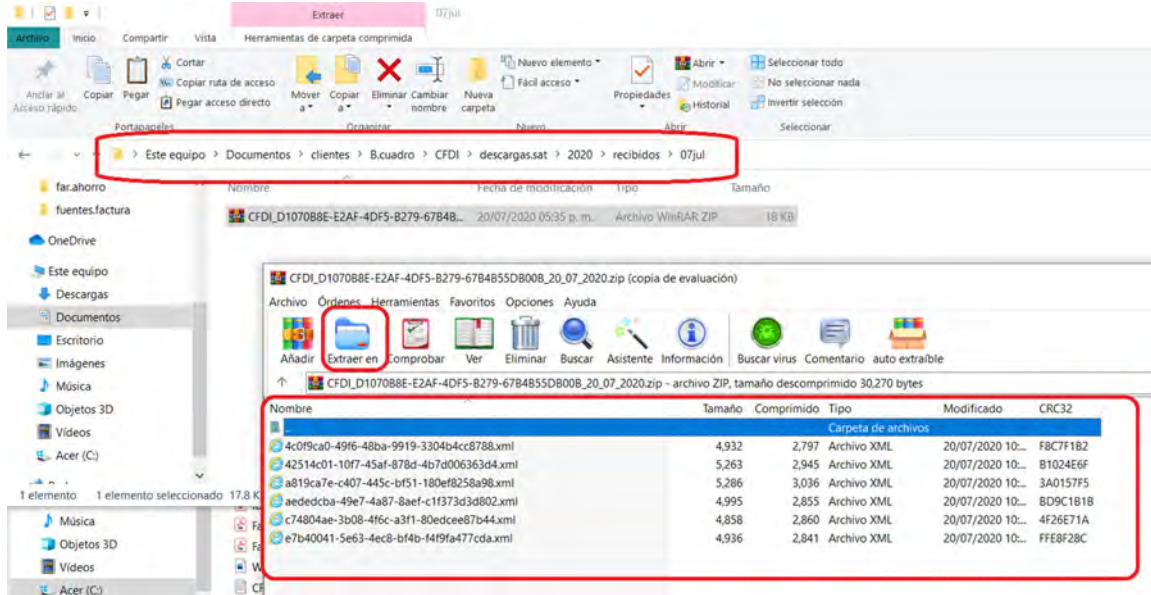 Extraer
07jul
Archivo Inicio Compartir Vista Herramientas de carpeta comprimida
Anclar al Acceso rápido
Copiar
Pegar
Cortar
Copiar ruta de acceso
Pegar acceso directo
Mover a
Copiar a
Eliminar
Cambiar nombre
Nueva carpeta
Nuevo elemento
Fácil acceso
Propiedades
Abrir
Modificar
Historial
Seleccionar todo
No seleccionar nada
Invertir selección
Portapapeles Organizar Nuevo Abrir Seleccionar
Este equipo > Documentos > clientes > B.cuadro > CFDI > descargas.sat > 2020 > recibidos > 07jul
Nombre Fecha de modificación Tipo Tamaño
CFDI_D1070B8E-E2AF-4DF5-B279-67B4B... 20/07/2020 05:35 p. m. Archivo WinRAR ZIP 18 KB
far.ahorro
fuentes.factura
OneDrive
Este equipo
Descargas
Documentos
Escritorio
Imágenes
Música
Objetos 3D
Vídeos
Acer (C:)
1 elemento 1 elemento seleccionado 17.8 K
Música
Objetos 3D
Vídeos
Acer (C:)
CFDI_D1070B8E-E2AF-4DF5-B279-67B4B55DB00B_20_07_2020.zip (copia de evaluación)
Archivo Órdenes Herramientas Favoritos Opciones Ayuda
Añadir Extraer en Comprobar Ver Eliminar Buscar Asistente Información Buscar virus Comentario auto extraíble
CFDI_D1070B8E-E2AF-4DF5-B279-67B4B55DB00B_20_07_2020.zip - archivo ZIP, tamaño descomprimido 30,270 bytes
Nombre Tamaño Comprimido Tipo Modificado CRC32
.. Carpeta de archivos
4c0f9ca0-49f6-48ba-9919-3304b4cc8788.xml 4,932 2,797 Archivo XML 20/07/2020 10:... F8C7F1B2
42514c01-10f7-45af-878d-4b7d006363d4.xml 5,263 2,945 Archivo XML 20/07/2020 10:... B1024E6F
a819ca7e-c407-445c-bf51-180ef8258a98.xml 5,286 3,036 Archivo XML 20/07/2020 10:... 3A0157F5
aededcba-49e7-4a87-8aef-c1f373d3d802.xml 4,995 2,855 Archivo XML 20/07/2020 10:... BD9C1B1B
c74804ae-3b08-4f6c-a3f1-80edcee87b44.xml 4,858 2,860 Archivo XML 20/07/2020 10:... 4F26E71A
e7b40041-5e63-4ec8-bf4b-f4f9fa477cda.xml 4,936 2,841 Archivo XML 20/07/2020 10:... FFE8F28C